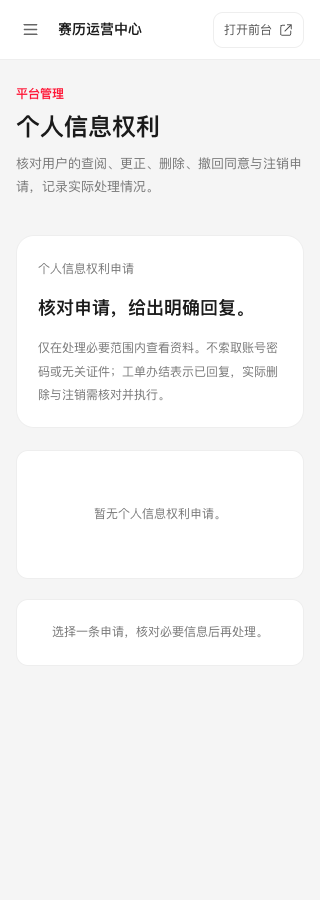 赛历运营中心
打开前台
平台管理
个人信息权利
核对用户的查阅、更正、删除、撤回同意与注销申
请，记录实际处理情况。
个人信息权利申请
核对申请，给出明确回复。
仅在处理必要范围内查看资料。不索取账号密
码或无关证件；工单办结表示已回复，实际删
除与注销需核对并执行。
暂无个人信息权利申请。
选择一条申请，核对必要信息后再处理。